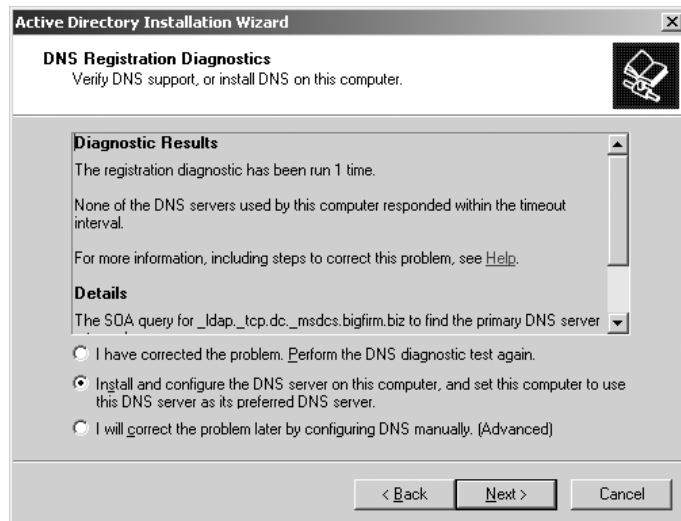 Active Directory Installation Wizard
DNS Registration Diagnostics
Verify DNS support, or install DNS on this computer.
Diagnostic Results
The registration diagnostic has been run 1 time.
None of the DNS servers used by this computer responded within the timeout
interval.
For more information, including steps to correct this problem, see Help.
Details
The SOA query for _ldap._tcp.dc._msdcs.bigfirm.biz to find the primary DNS server
I have corrected the problem. Perform the DNS diagnostic test again.
Install and configure the DNS server on this computer, and set this computer to use
this DNS server as its preferred DNS server.
I will correct the problem later by configuring DNS manually. (Advanced)
< Back
Next >
Cancel